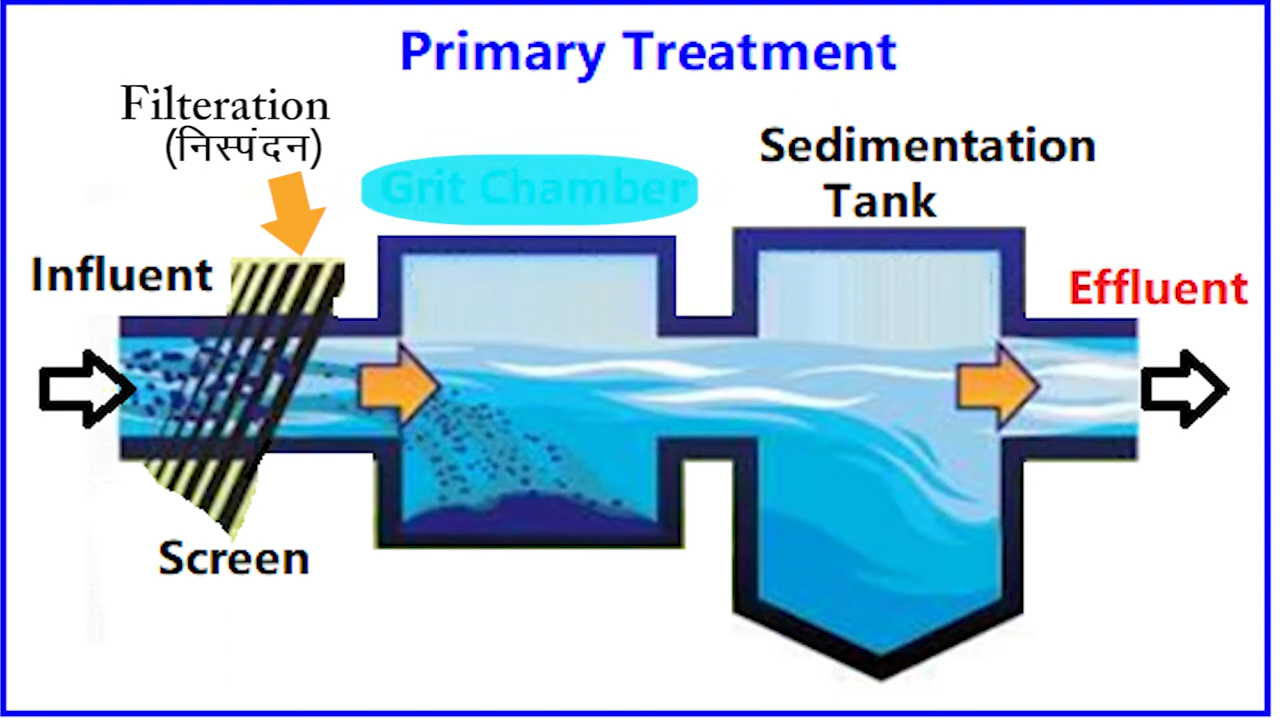 Primary Treatment
Filteration
(निस्पंदन)
Grit Chamber
Sedimentation
Tank
Influent
Effluent
Screen